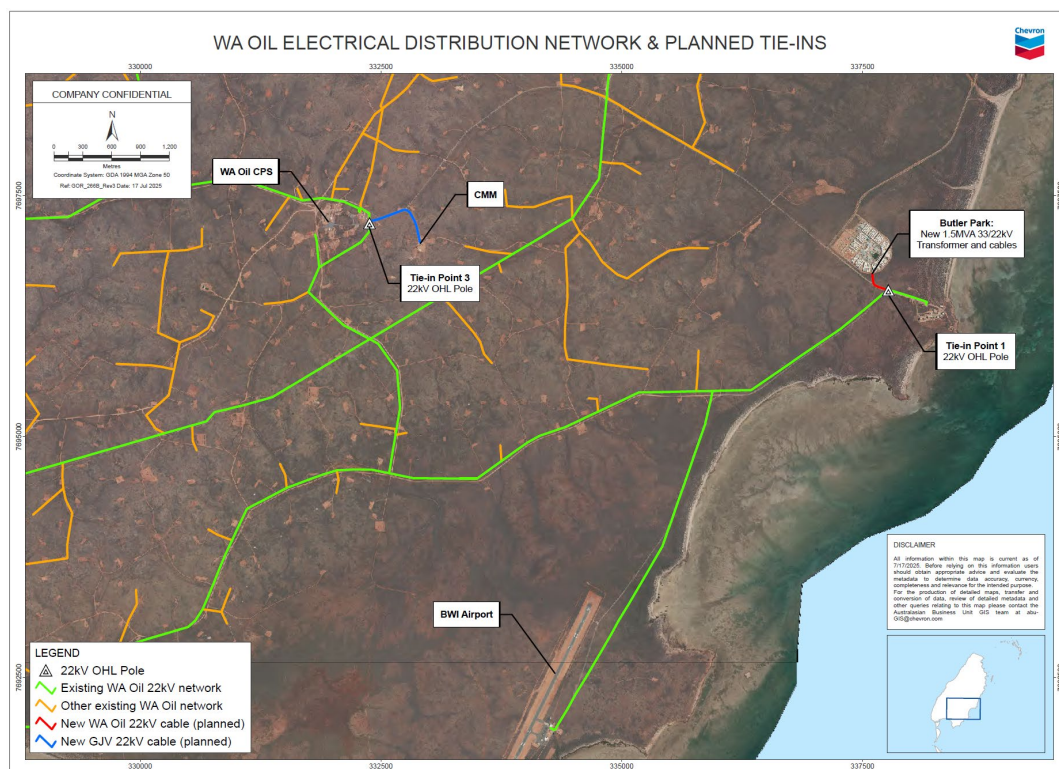 WA OIL ELECTRICAL DISTRIBUTION NETWORK & PLANNED TIE-INS
Chevron
330000
332500
335000
337500
COMPANY CONFIDENTIAL
N
0 300 600 900 1,200
Metres
Coordinate System: GDA 1994 MGA Zone 50
Ref: GOR_266B_Rev3 Date: 17 Jul 2025
7697500
7697500
WA Oil CPS
CMM
Tie-in Point 3
22kV OHL Pole
Butler Park:
New 1.5MVA 33/22kV
Transformer and cables
Tie-in Point 1
22kV OHL Pole
7695000
7695000
BWI Airport
DISCLAIMER
All information within this map is current as of
7/17/2025. Before relying on this information users
should obtain appropriate advice and evaluate the
metadata to determine data accuracy, currency,
completeness and relevance for the intended purpose.
For the production of detailed maps, transfer and
conversion of data, review of detailed metadata and
other queries relating to this map please contact the
Australasian Business Unit GIS team at abu-
GIS@chevron.com
LEGEND
22kV OHL Pole
Existing WA Oil 22kV network
Other existing WA Oil network
New WA Oil 22kV cable (planned)
New GJV 22kV cable (planned)
7692500
330000
332500
335000
337500